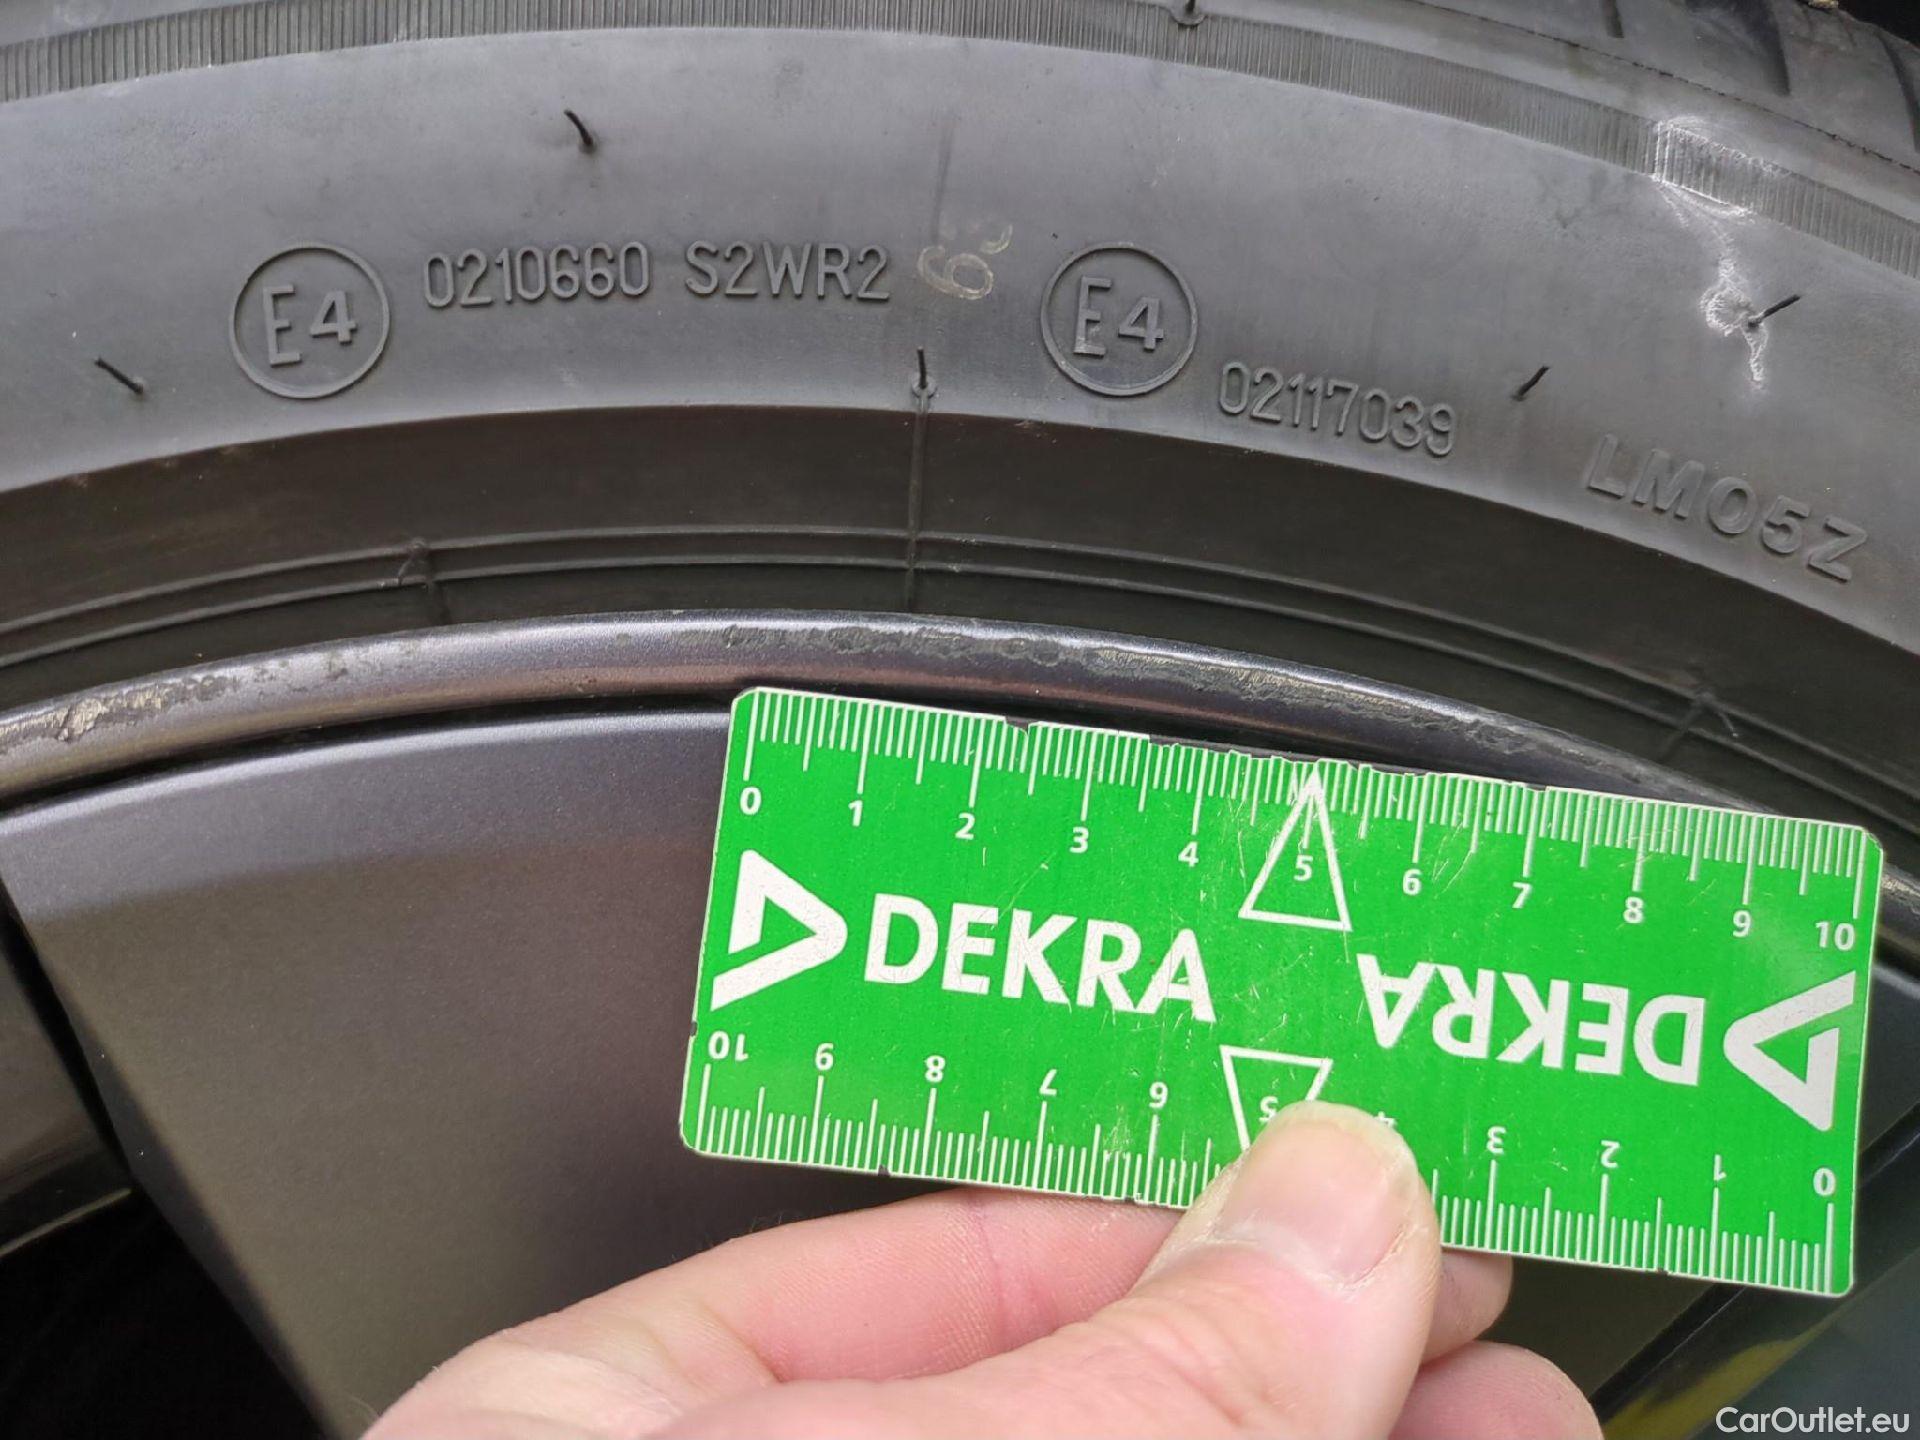 E4 0210660 S2WR2 E4
02117039
LM05Z
0 1 2 3 4 5 6 7 8 9 10
DEKRA
DEKRA
10 9 8 7 6 5 4 3 2 1 0
CarOutlet.eu